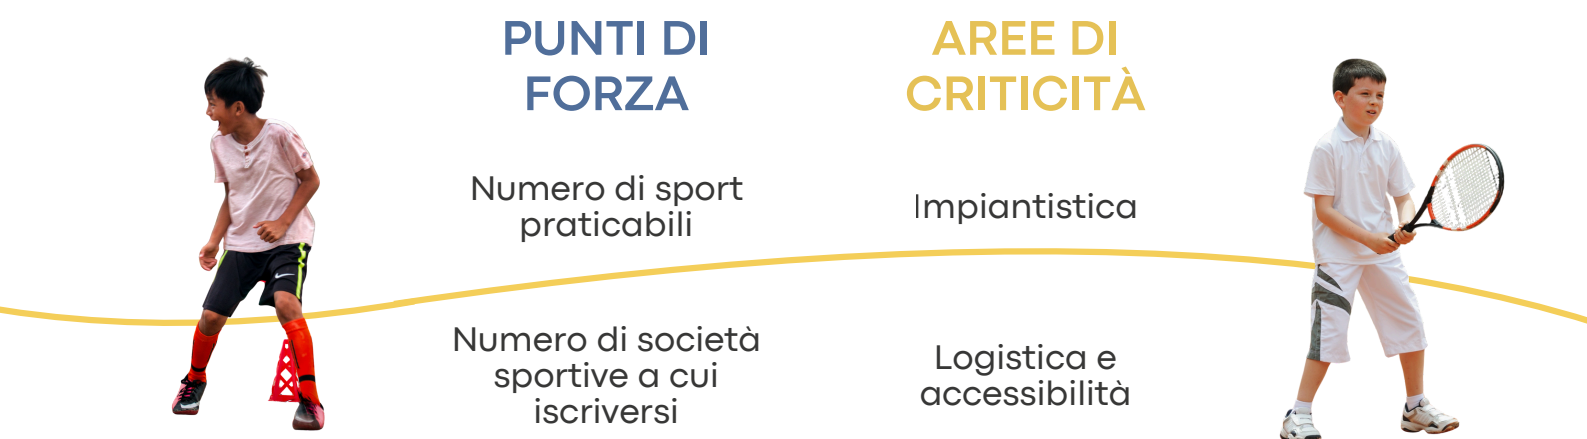 PUNTI DI
FORZA
AREE DI
CRITICITÀ
Numero di sport
praticabili
Impiantistica
Numero di società
sportive a cui
iscriversi
Logistica e
accessibilità